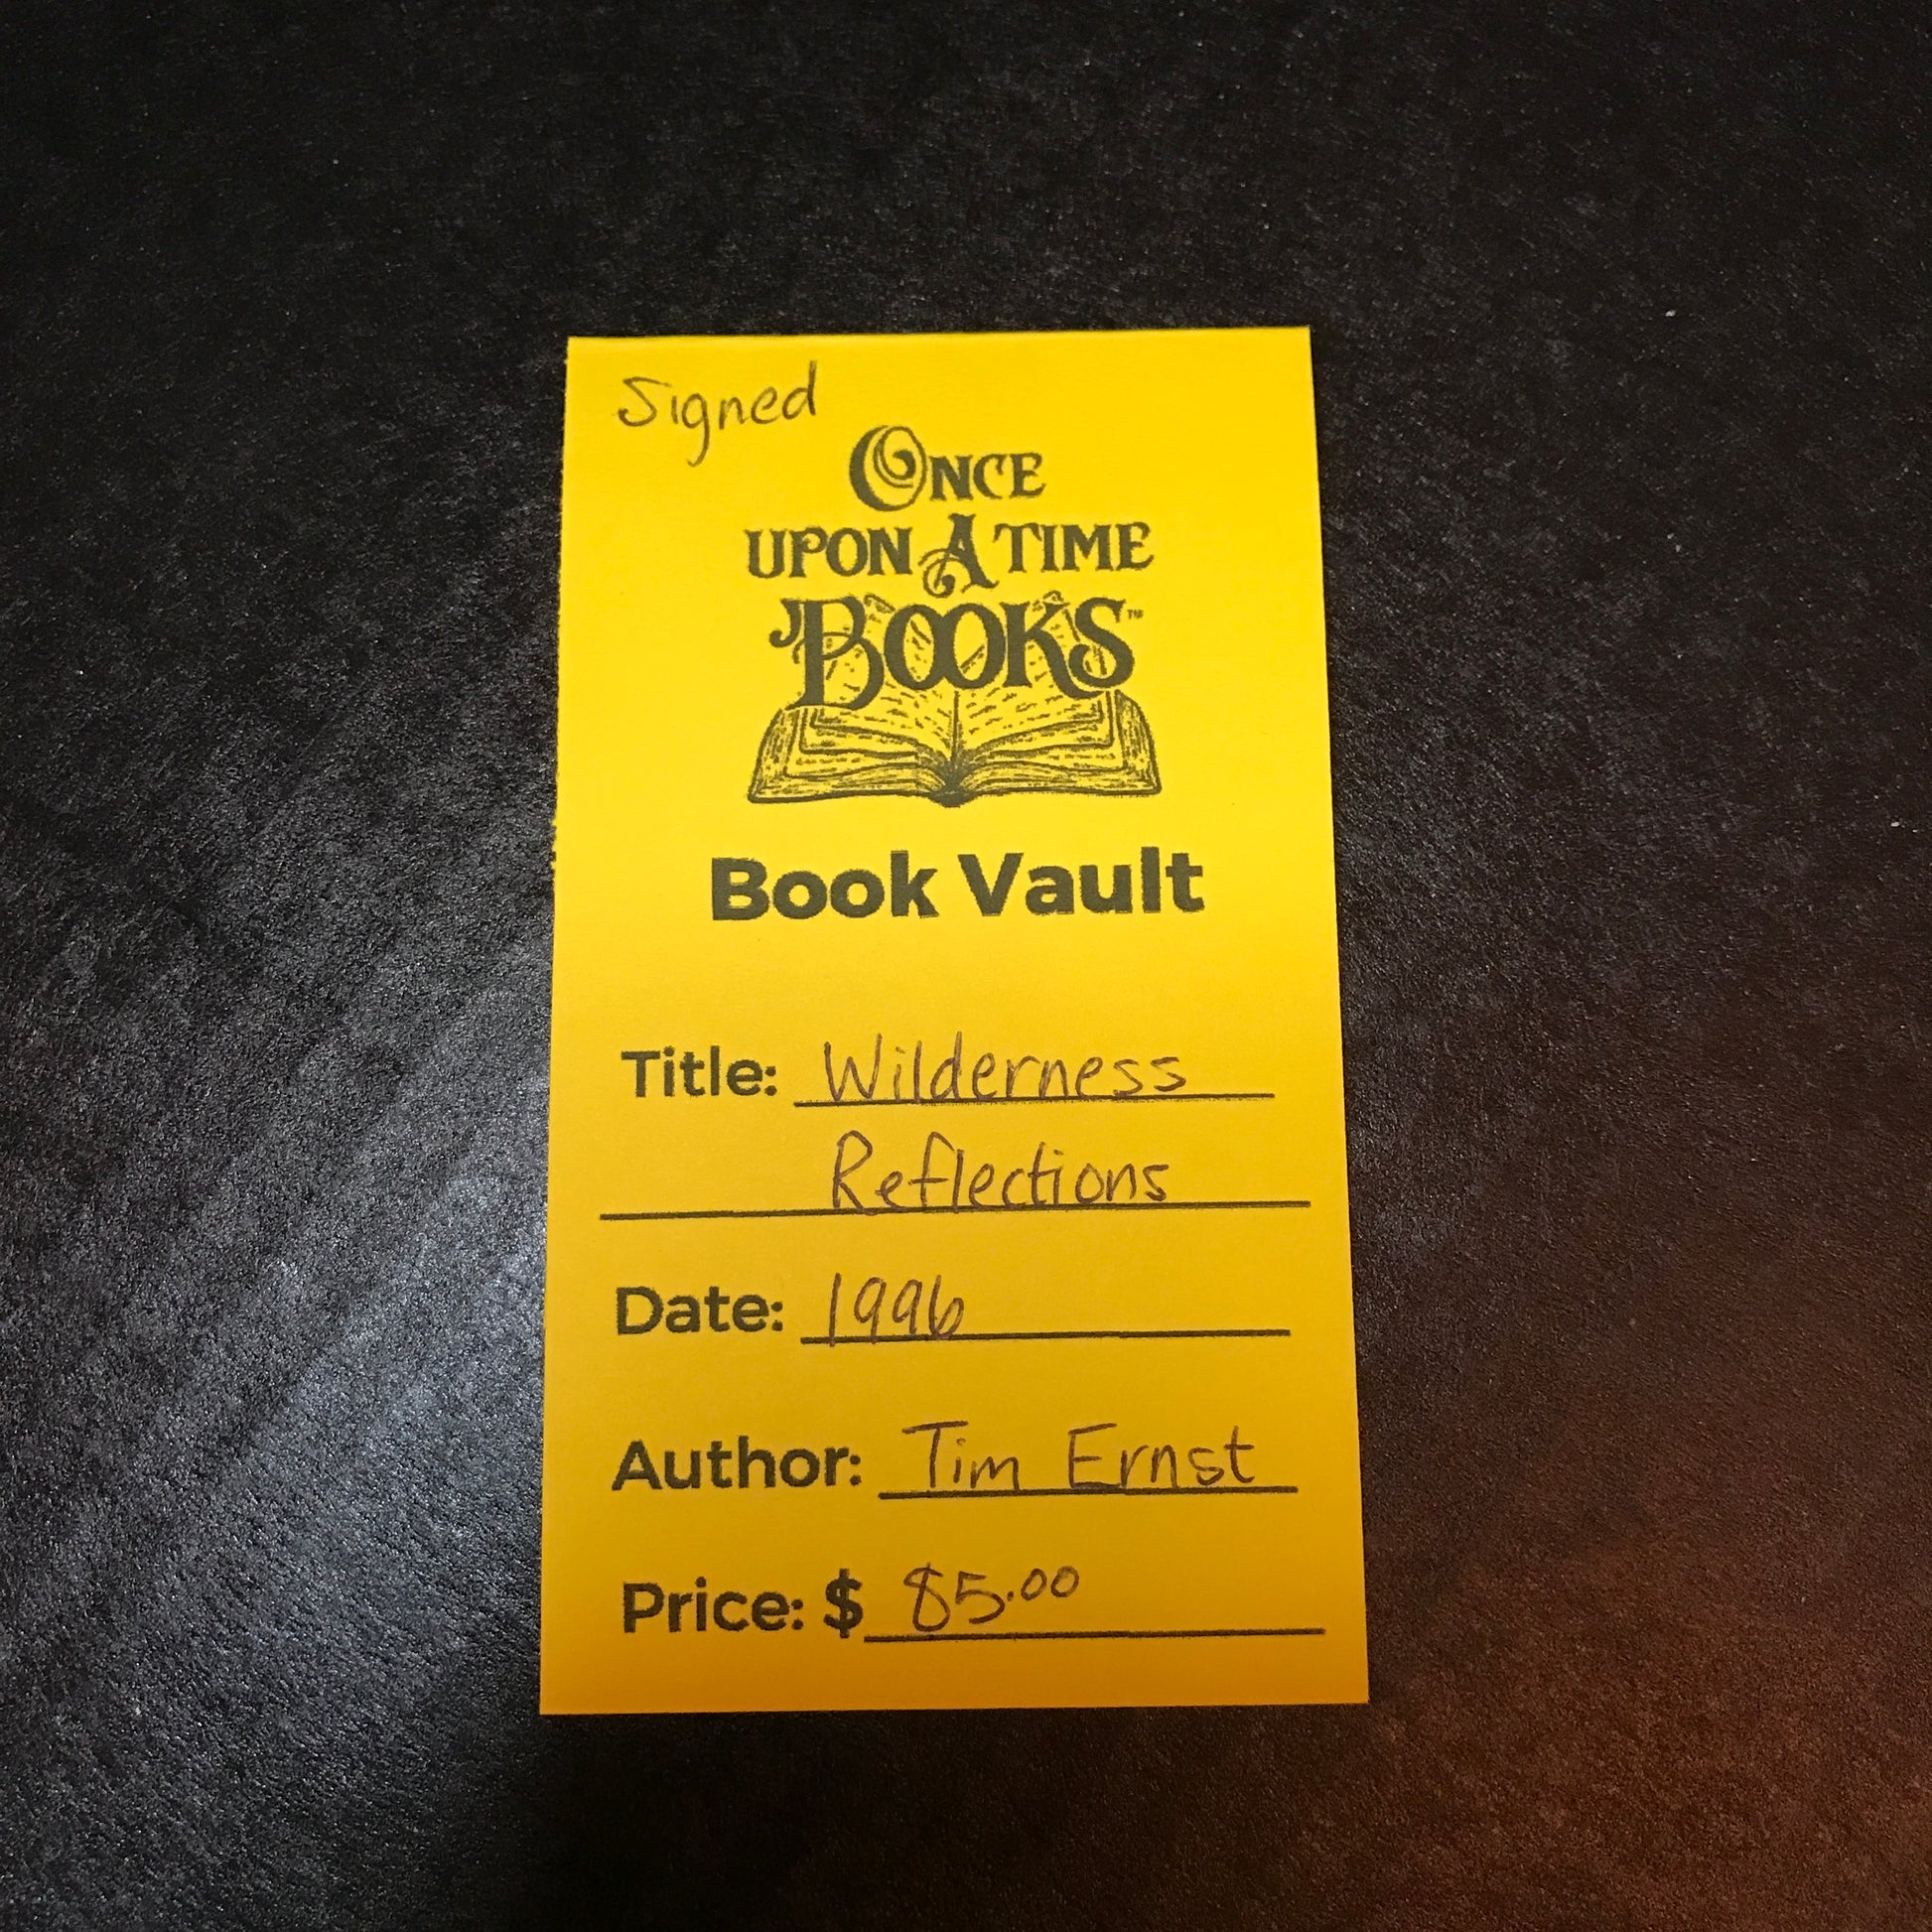 Signed
ONCE
UPON A TIME
BOOKS™
Book Vault
Title: Wilderness
Reflections
Date: 1996
Author: Tim Ernst
Price: $ 85.00